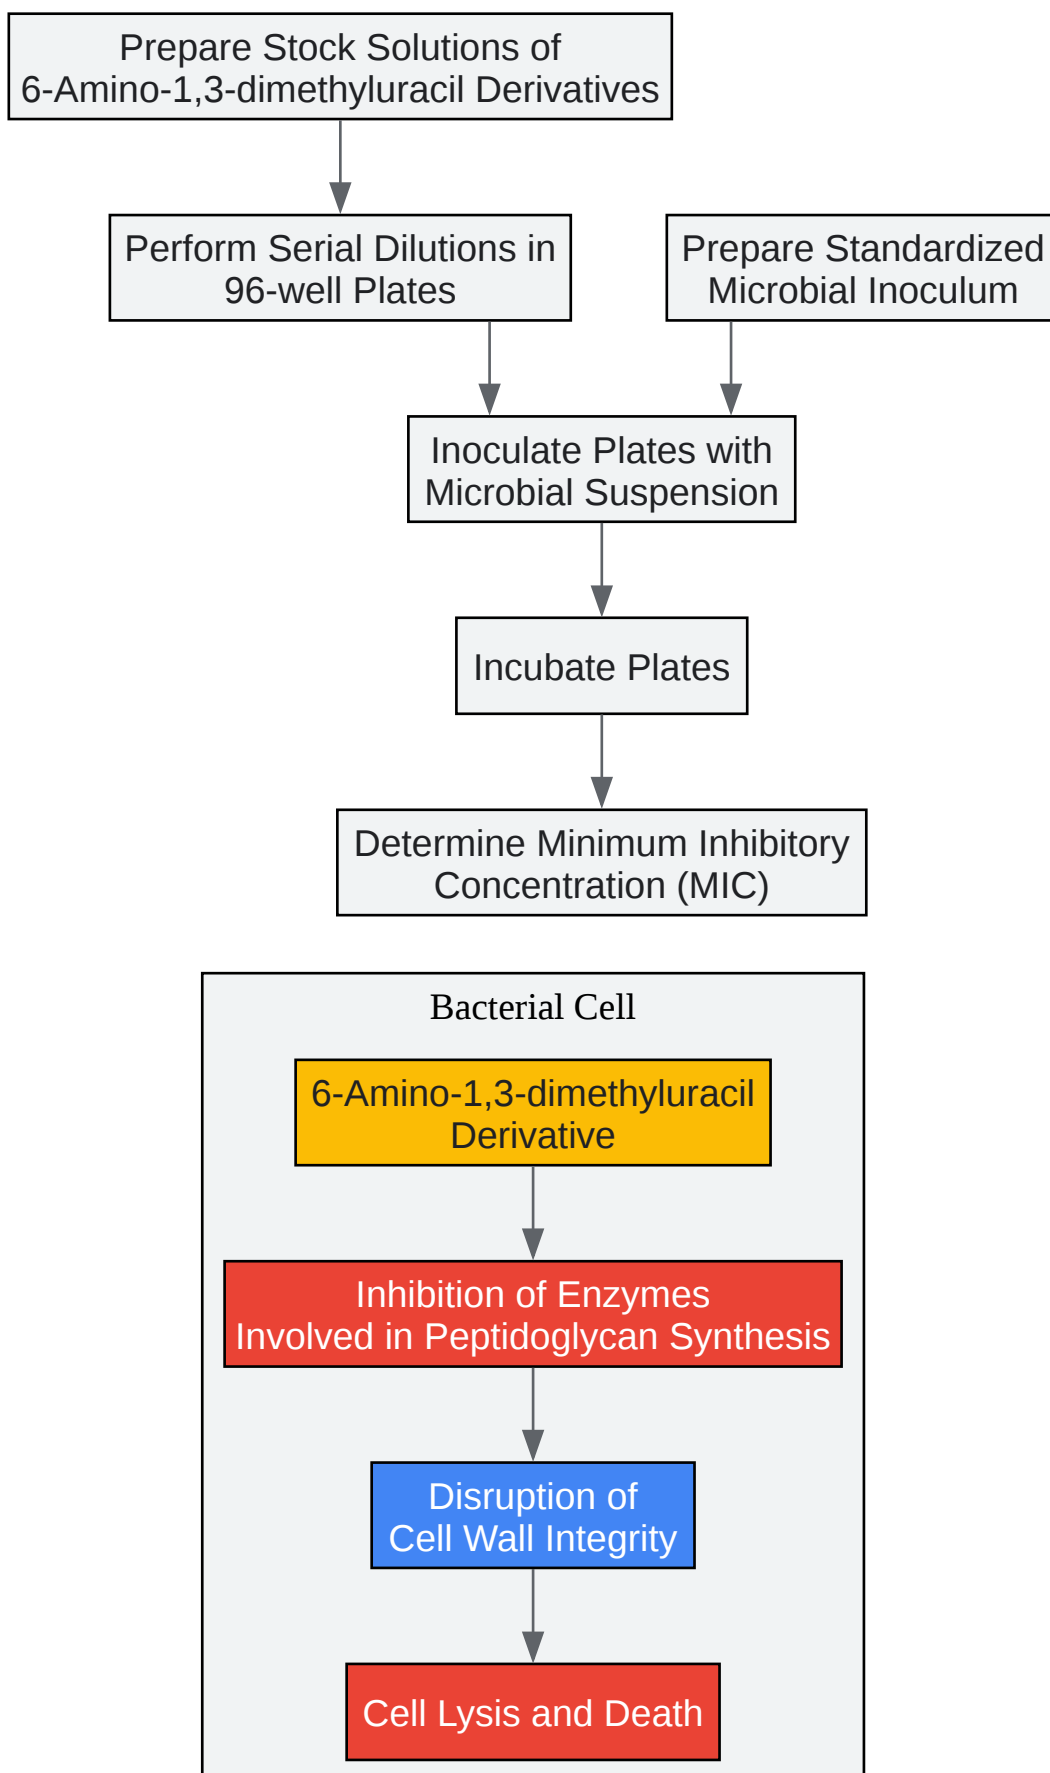 Prepare Stock Solutions of
6-Amino-1,3-dimethyluracil Derivatives
Perform Serial Dilutions in
96-well Plates
Prepare Standardized
Microbial Inoculum
Inoculate Plates with
Microbial Suspension
Incubate Plates
Determine Minimum Inhibitory
Concentration (MIC)
Bacterial Cell
6-Amino-1,3-dimethyluracil
Derivative
Inhibition of Enzymes
Involved in Peptidoglycan Synthesis
Disruption of
Cell Wall Integrity
Cell Lysis and Death